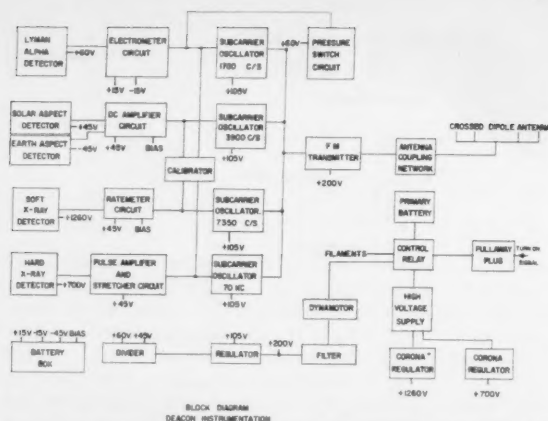 LYMAN
ALPHA
DETECTOR
+60V
ELECTROMETER
CIRCUIT
+15V -15V
SUBCARRIER
OSCILLATOR
C/S
+105V
+60V
PRESSURE
SWITCH
CIRCUIT
SOLAR ASPECT
DETECTOR
EARTH ASPECT
DETECTOR
+45V
-45V
DC AMPLIFIER
CIRCUIT
+45V BIAS
SUBCARRIER
OSCILLATOR
3900 C/S
+105V
CALIBRATOR
FM
TRANSMITTER
+200V
ANTENNA
COUPLING
NETWORK
CROSSED DIPOLE ANTENNA
SOFT
X-RAY
DETECTOR
+1260V
RATEMETER
CIRCUIT
+45V BIAS
SUBCARRIER
OSCILLATOR
7350 C/S
+105V
PRIMARY
BATTERY
FILAMENTS
CONTROL
RELAY
PULLAWAY
PLUS
TURN ON
SIGNAL
HARD
X-RAY
DETECTOR
+700V
PULSE AMPLIFIER
AND
STRETCHER CIRCUIT
+45V
SUBCARRIER
OSCILLATOR
70 KC
+105V
DYNAMOTOR
HIGH
VOLTAGE
SUPPLY
+15V -15V -45V BIAS
BATTERY
BOX
+60V +45V
DIVIDER
+105V
REGULATOR
+200V
FILTER
CORONA
REGULATOR
+1260V
CORONA
REGULATOR
+700V
BLOCK DIAGRAM
DEACON INSTRUMENTATION